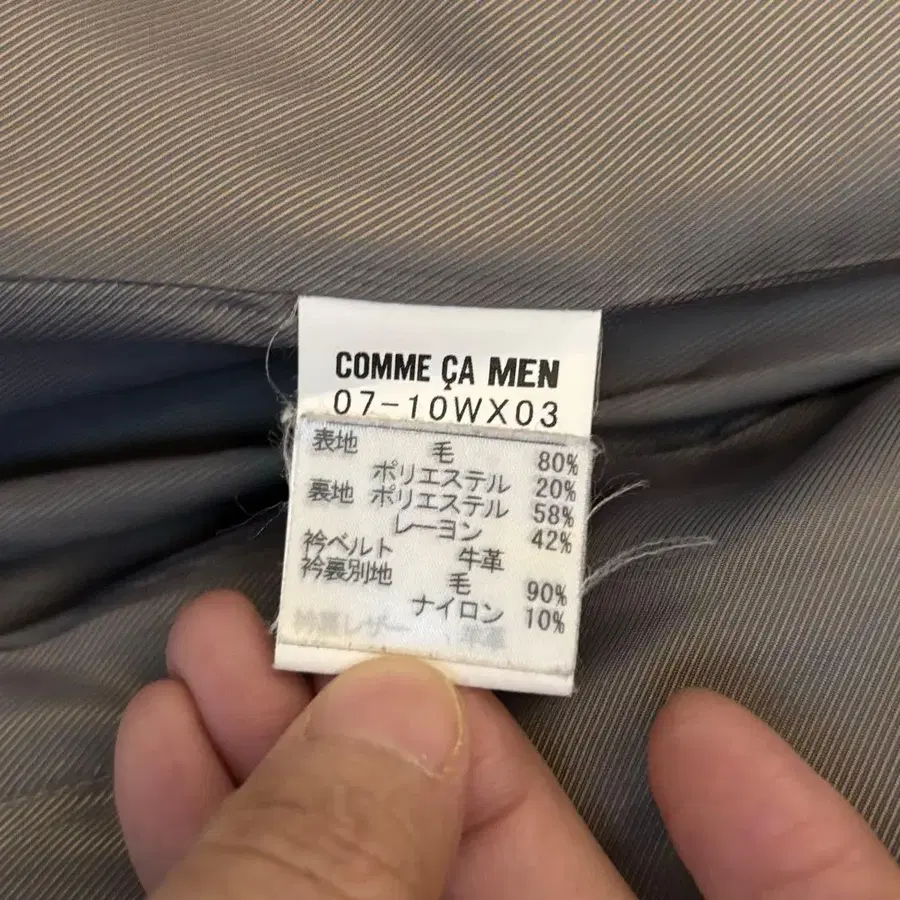 COMME ÇA MEN
07-10WX03
表地 毛 80%
ポリエステル 20%
裏地 ポリエステル 58%
レーヨン 42%
衿ベルト 牛革
衿裏別地 毛 90%
ナイロン 10%